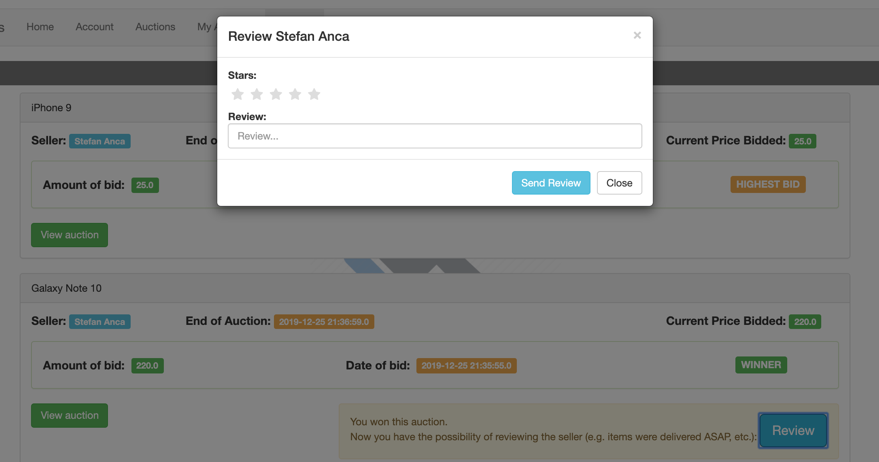 s Home Account Auctions My A
Review Stefan Anca ×
Stars:
Review:
Review...
Send Review Close
iPhone 9
Seller: Stefan Anca End o Current Price Bidded: 25.0
Amount of bid: 25.0 HIGHEST BID
View auction
Galaxy Note 10
Seller: Stefan Anca End of Auction: 2019-12-25 21:36:59.0 Current Price Bidded: 220.0
Amount of bid: 220.0 Date of bid: 2019-12-25 21:35:55.0 WINNER
View auction
You won this auction.
Now you have the possibility of reviewing the seller (e.g. items were delivered ASAP, etc.): Review